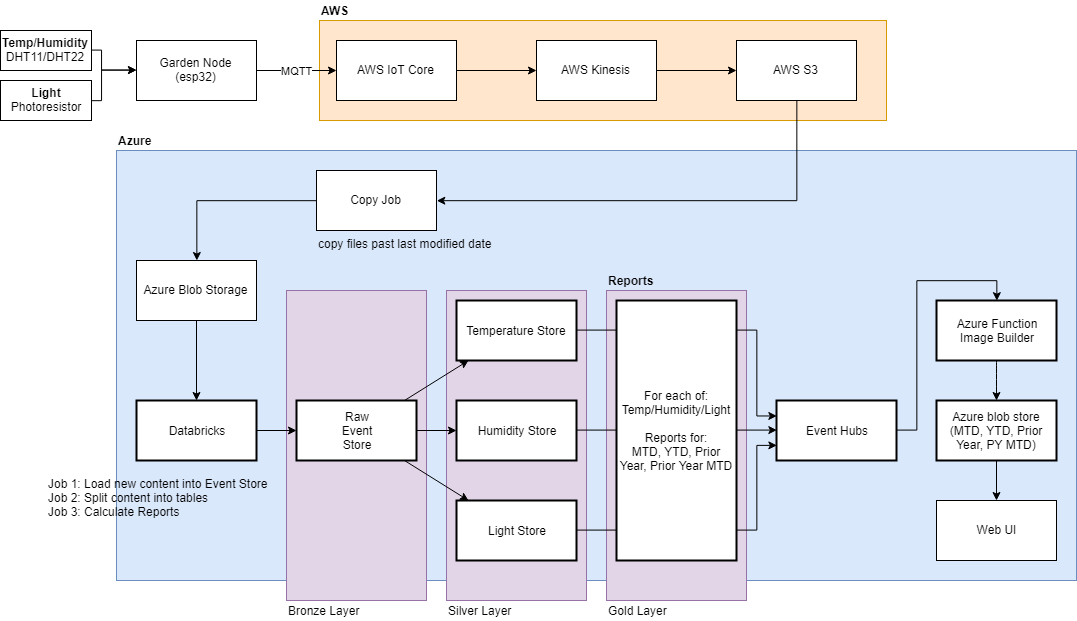 AWS
Temp/Humidity
DHT11/DHT22
Light
Photoresistor
Garden Node
(esp32)
MQTT
AWS IoT Core
AWS Kinesis
AWS S3
Azure
Copy Job
copy files past last modified date
Azure Blob Storage
Databricks
Job 1: Load new content into Event Store
Job 2: Split content into tables
Job 3: Calculate Reports
Raw
Event
Store
Bronze Layer
Temperature Store
Humidity Store
Light Store
Silver Layer
Reports
For each of:
Temp/Humidity/Light
Reports for:
MTD, YTD, Prior
Year, Prior Year MTD
Gold Layer
Event Hubs
Azure Function
Image Builder
Azure blob store
(MTD, YTD, Prior
Year, PY MTD)
Web UI